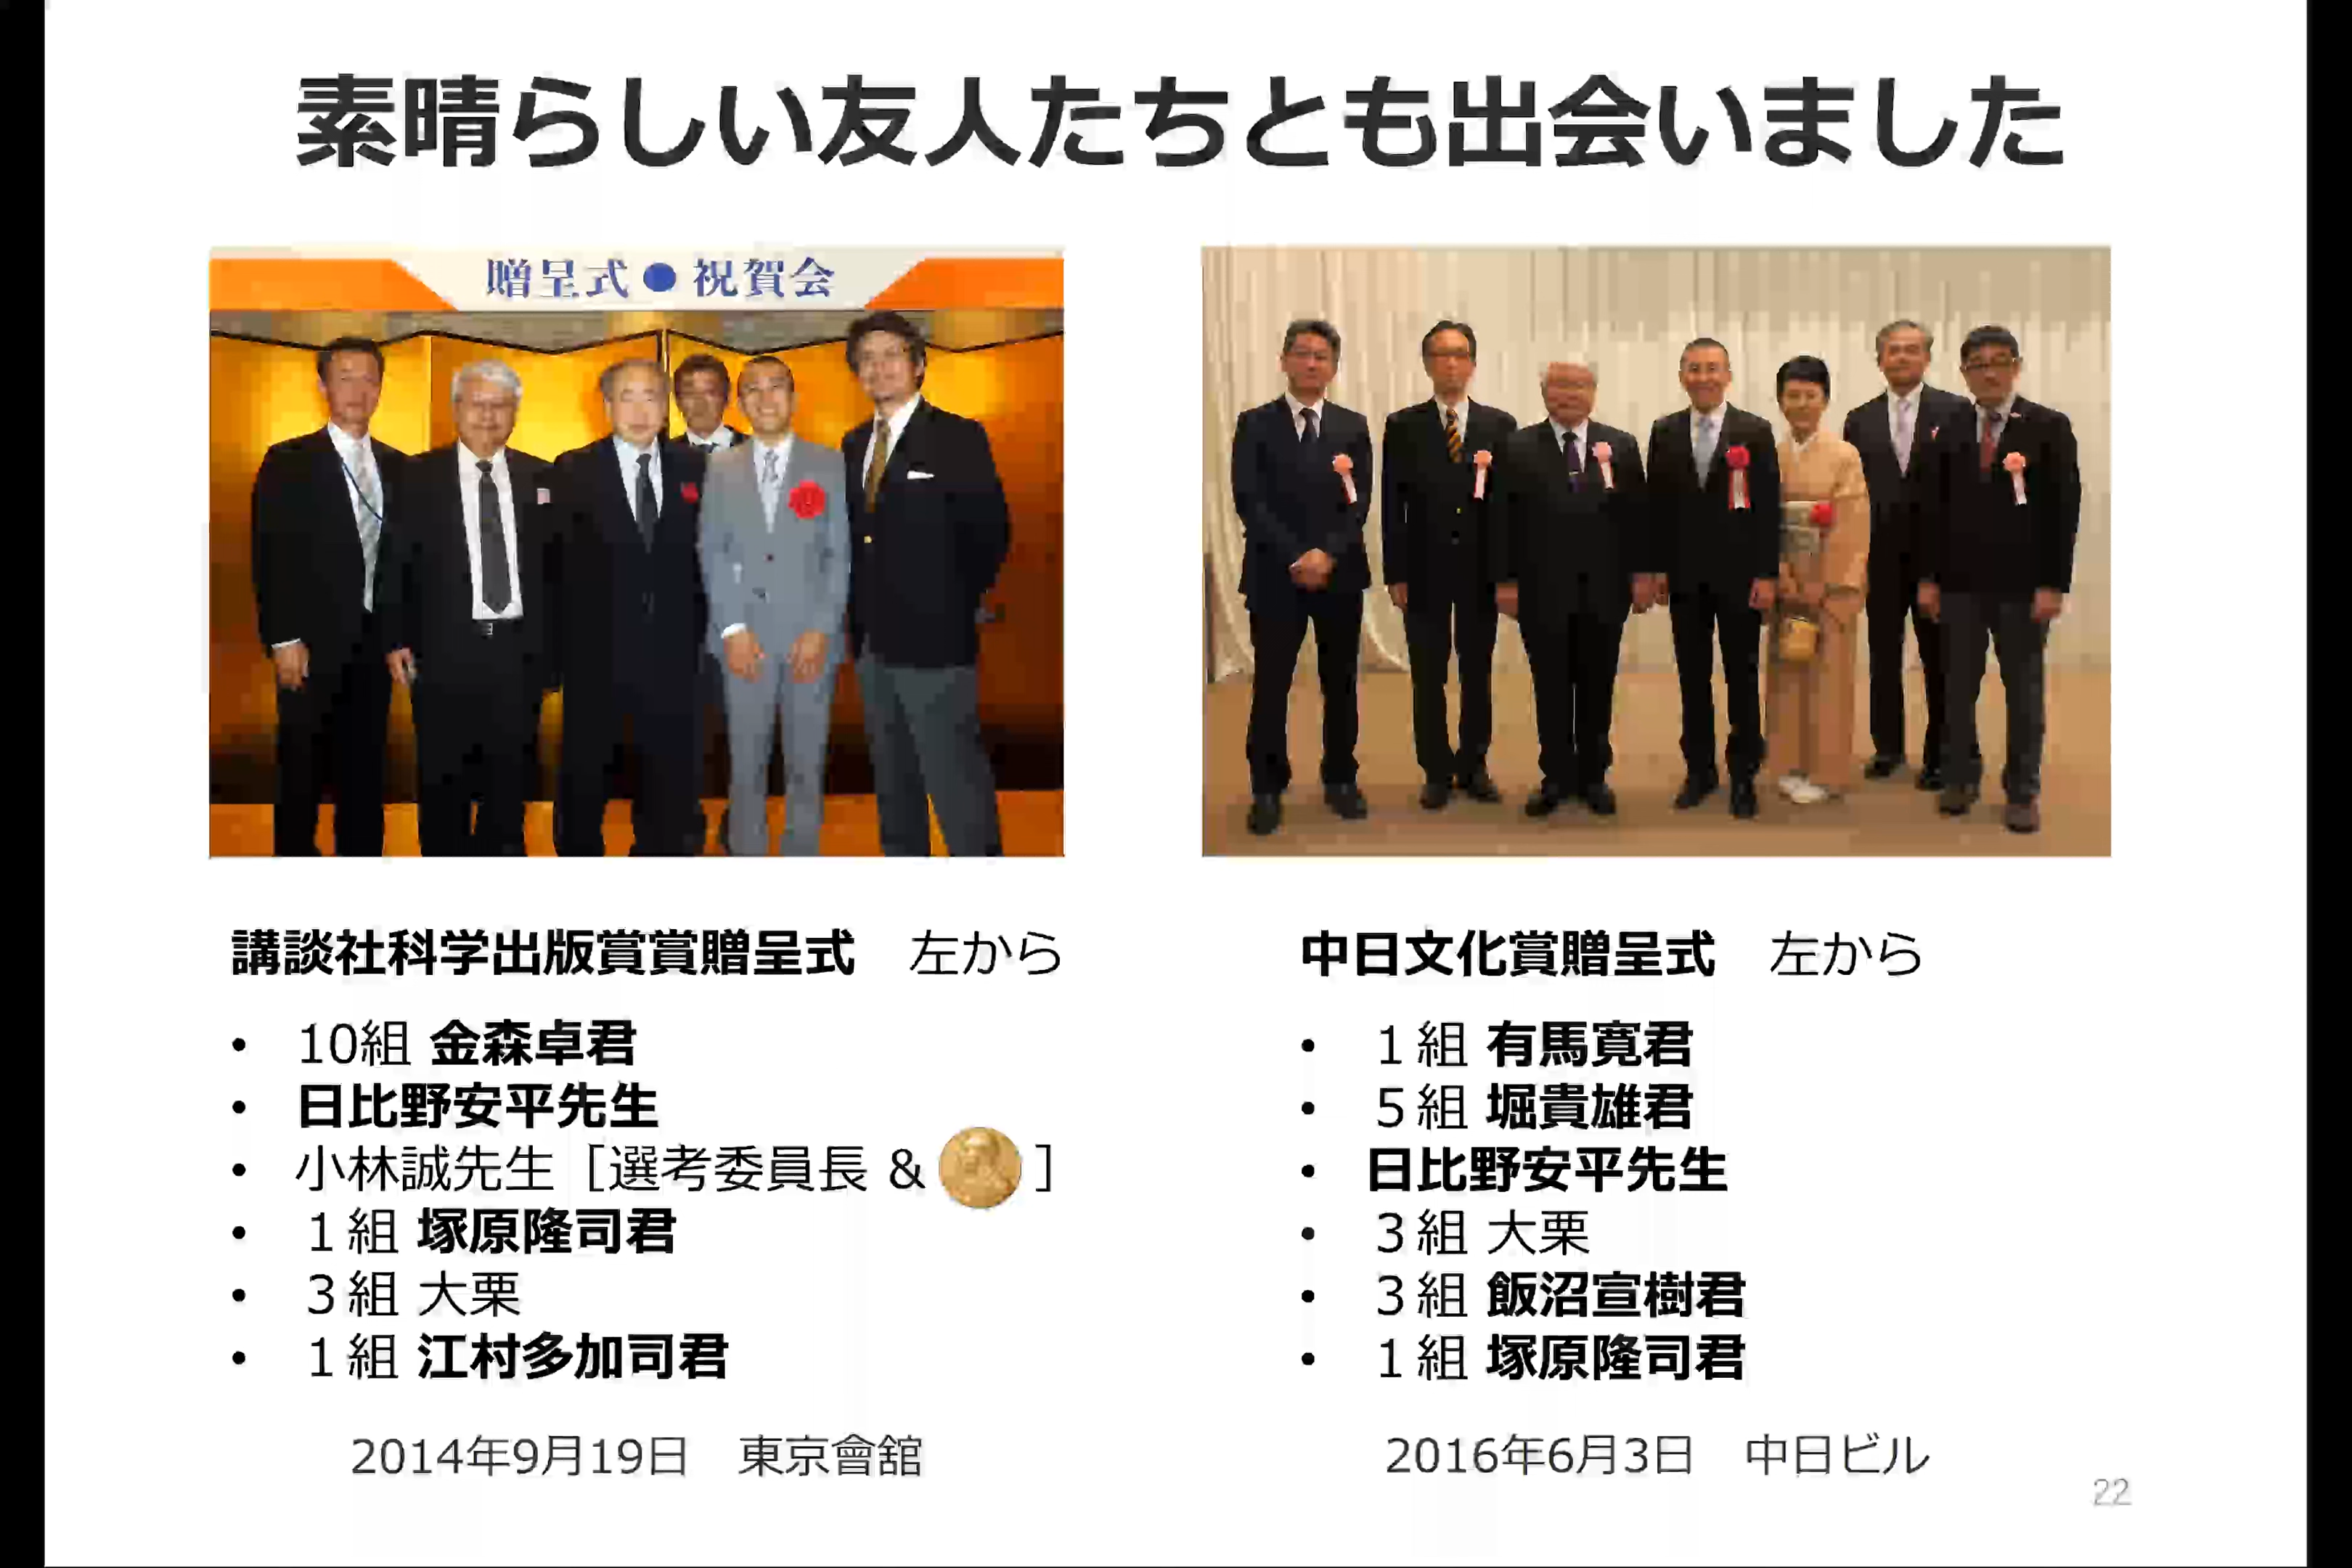 素晴らしい友人たちとも出会いました
贈呈式●祝賀会
講談社科学出版賞賞贈呈式　左から
• 10組 金森卓君
• 日比野安平先生
• 小林誠先生［選考委員長 & ］
• 1組 塚原隆司君
• 3組 大栗
• 1組 江村多加司君
2014年9月19日　東京會舘
中日文化賞贈呈式　左から
• 1組 有馬寛君
• 5組 堀貴雄君
• 日比野安平先生
• 3組 大栗
• 3組 飯沼宣樹君
• 1組 塚原隆司君
2016年6月3日　中日ビル
22